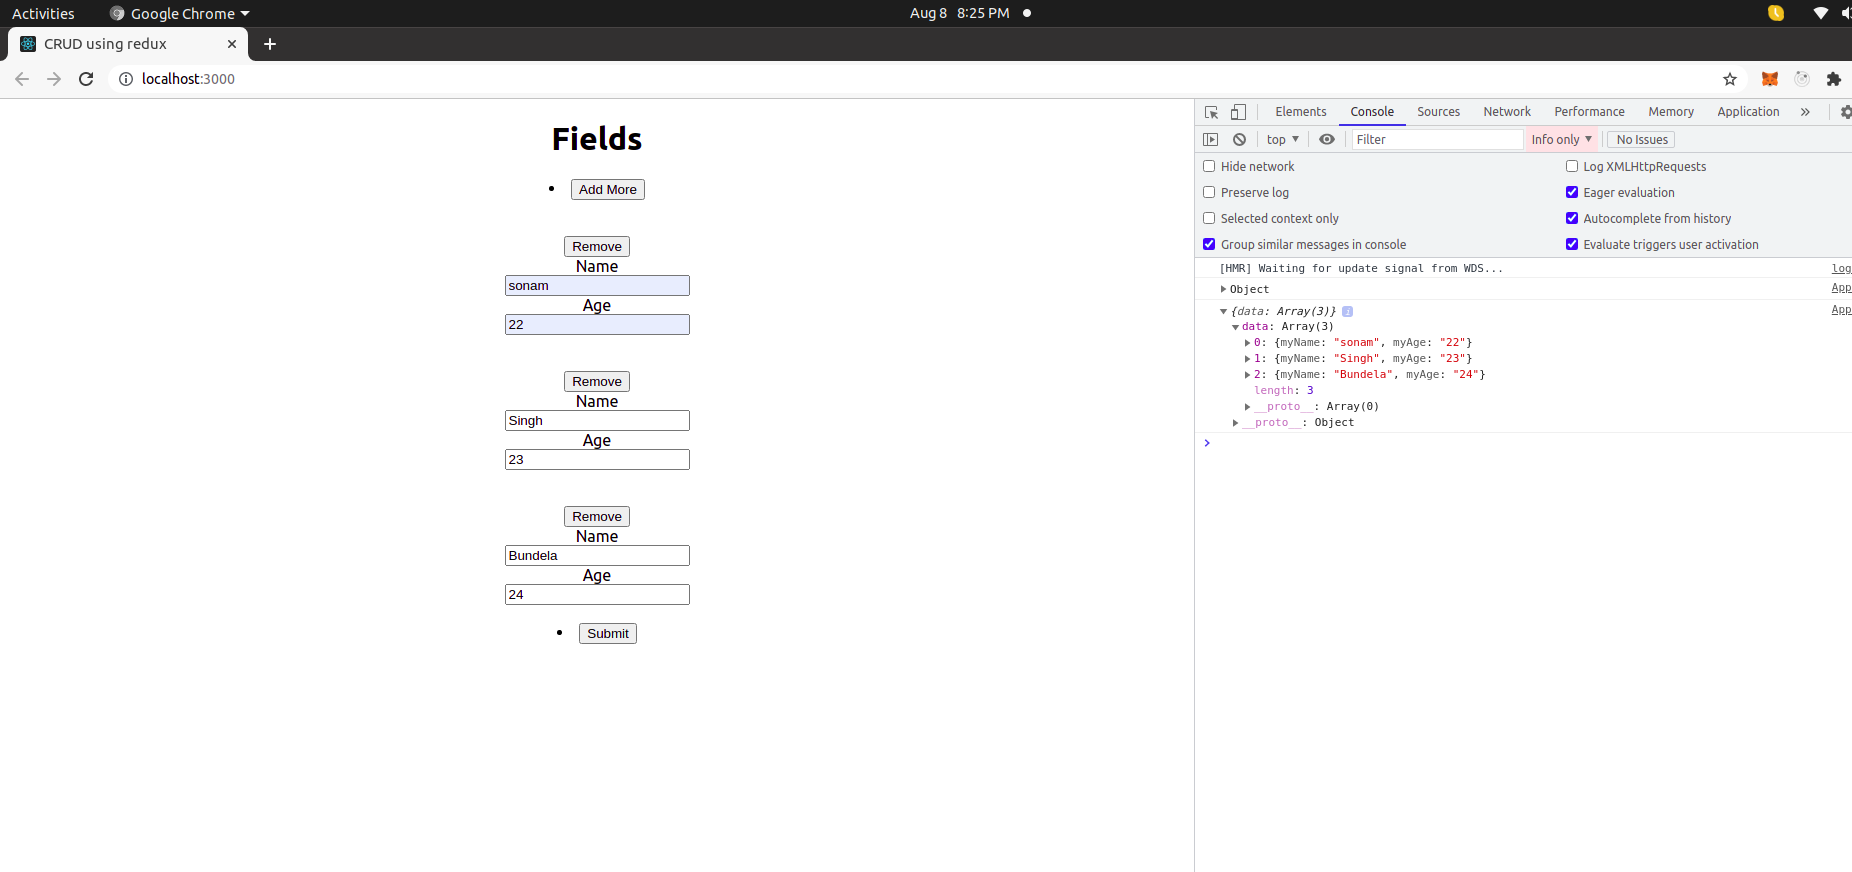 Activities Google Chrome Aug 8 8:25 PM
CRUD using redux
localhost:3000
Fields
Add More
Remove
Name
sonam
Age
22
Remove
Name
Singh
Age
23
Remove
Name
Bundela
Age
24
Submit
Elements Console Sources Network Performance Memory Application »
top Filter Info only No Issues
Hide network Log XMLHttpRequests
Preserve log Eager evaluation
Selected context only Autocomplete from history
Group similar messages in console Evaluate triggers user activation
[HMR] Waiting for update signal from WDS... log
Object App
{data: Array(3)} i App
data: Array(3)
0: {myName: "sonam", myAge: "22"}
1: {myName: "Singh", myAge: "23"}
2: {myName: "Bundela", myAge: "24"}
length: 3
__proto__: Array(0)
__proto__: Object